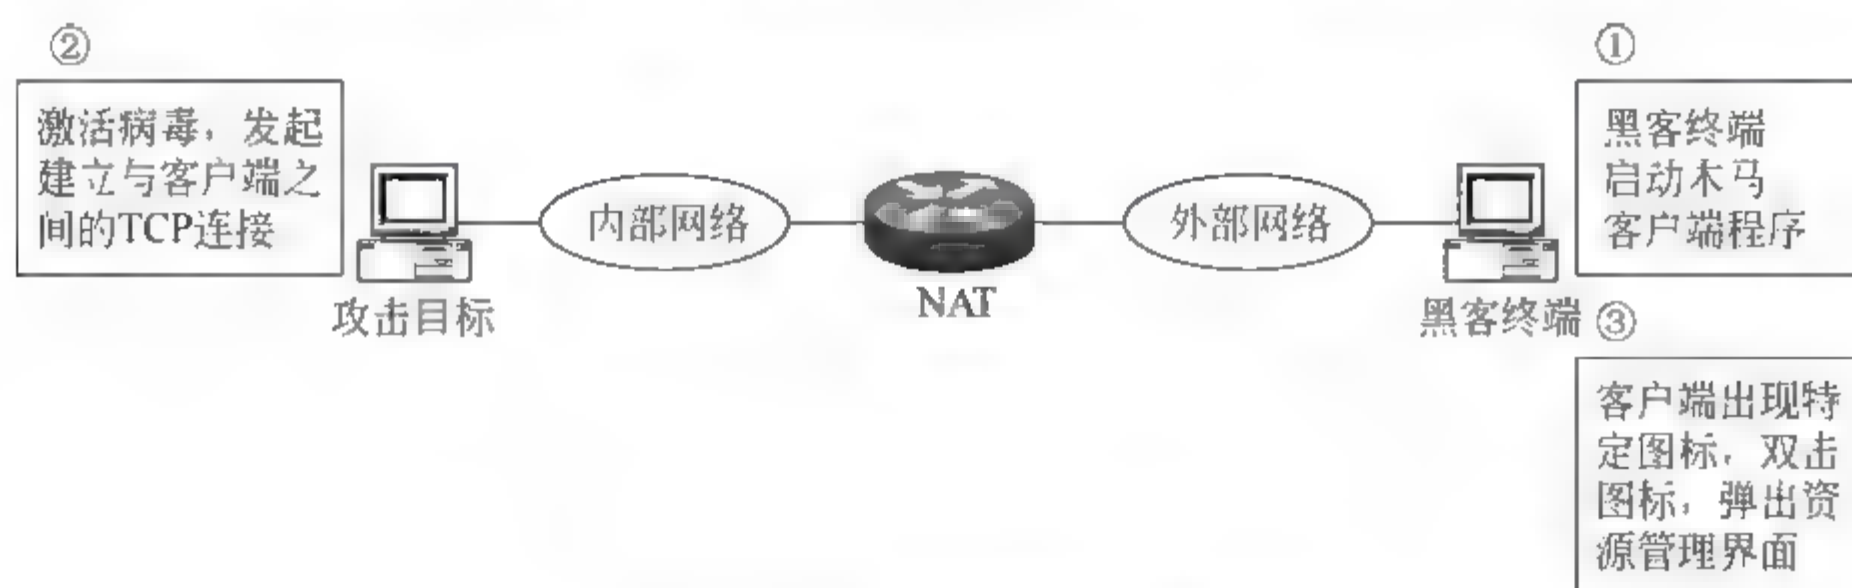 ②
激活病毒，发起
建立与客户端之
间的TCP连接
攻击目标
内部网络
NAT
外部网络
黑客终端
①
黑客终端
启动木马
客户端程序
③
客户端出现特
定图标，双击
图标，弹出资
源管理界面